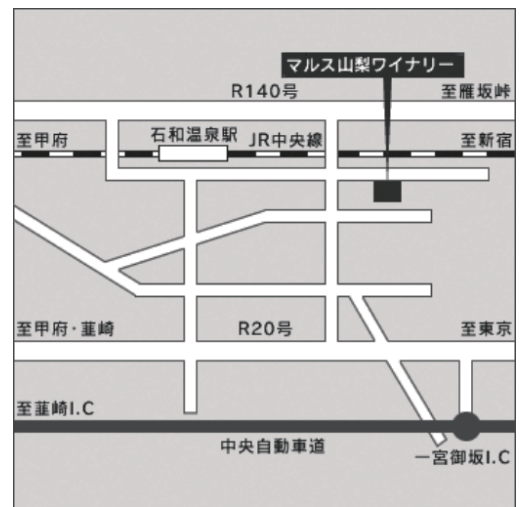 マルス山梨ワイナリー
R140号
至雁坂峠
至甲府
石和温泉駅
JR中央線
至新宿
至甲府・韮崎
R20号
至東京
至韮崎I.C
中央自動車道
一宮御坂I.C